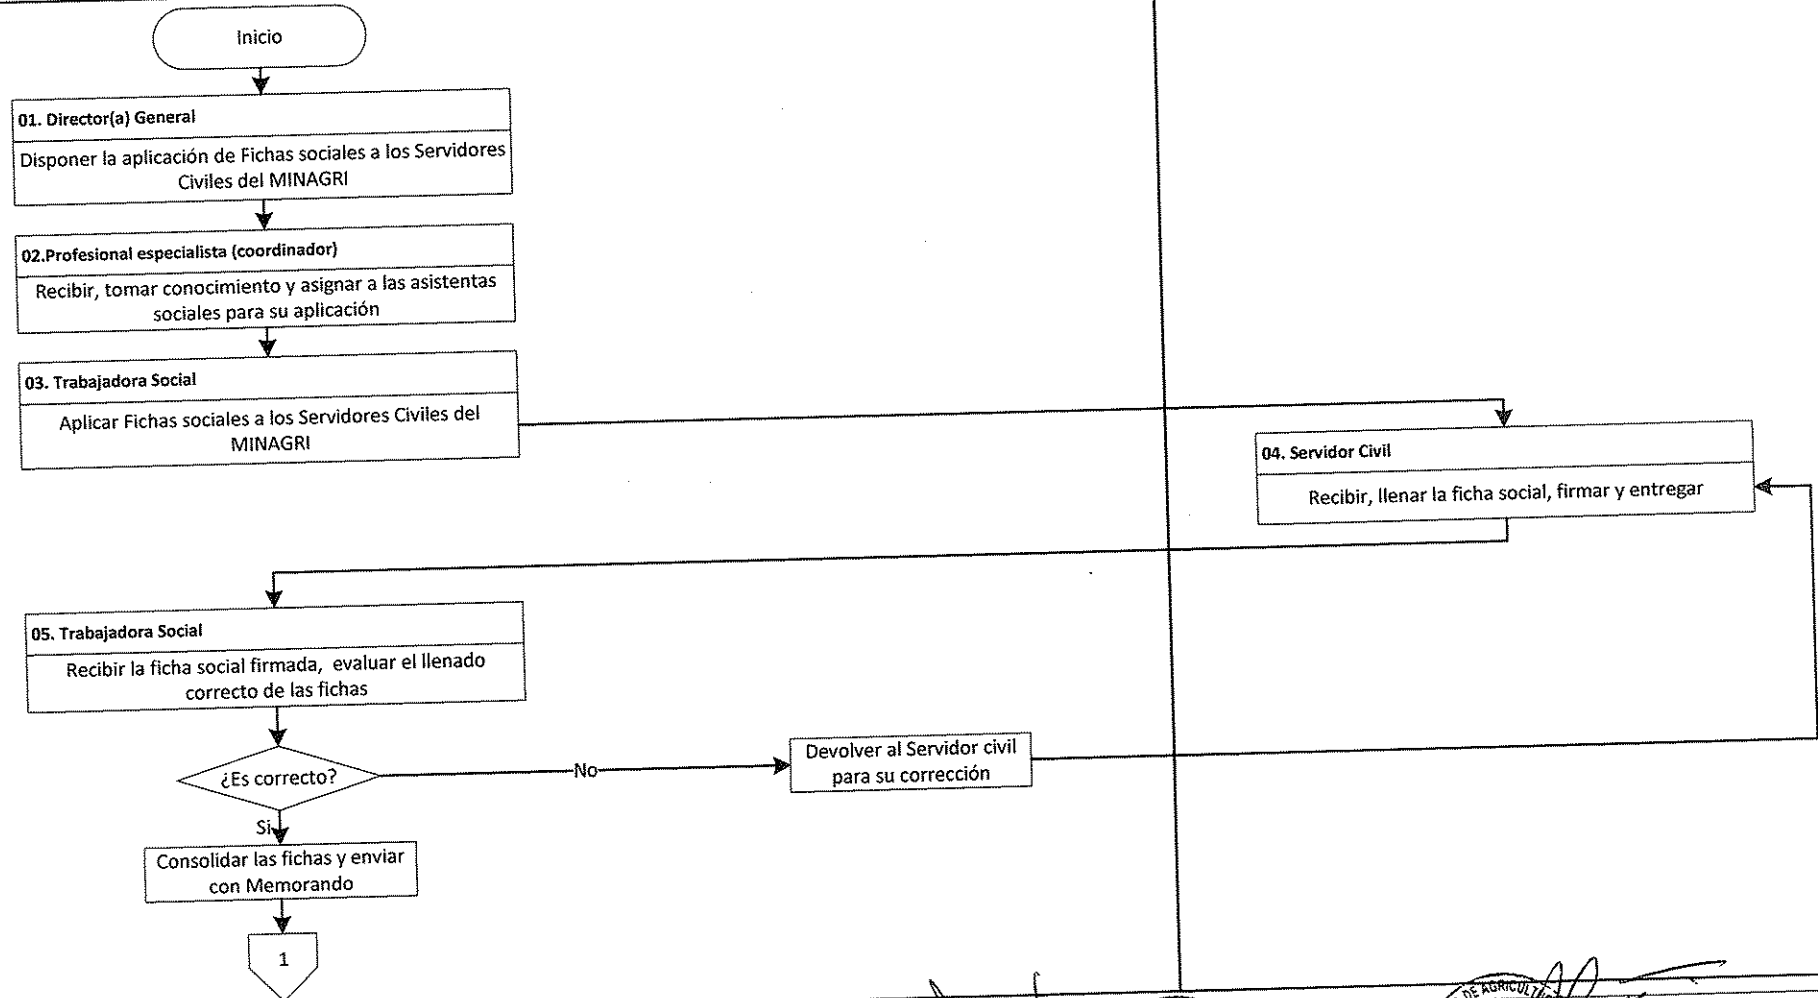 Inicio
01. Director(a) General
Disponer la aplicación de Fichas sociales a los Servidores
Civiles del MINAGRI
02.Profesional especialista (coordinador)
Recibir, tomar conocimiento y asignar a las asistentas
sociales para su aplicación
03. Trabajadora Social
Aplicar Fichas sociales a los Servidores Civiles del
MINAGRI
04. Servidor Civil
Recibir, llenar la ficha social, firmar y entregar
05. Trabajadora Social
Recibir la ficha social firmada, evaluar el llenado
correcto de las fichas
¿Es correcto?
No
Devolver al Servidor civil
para su corrección
Si
Consolidar las fichas y enviar
con Memorando
1
DE AGRICULTU